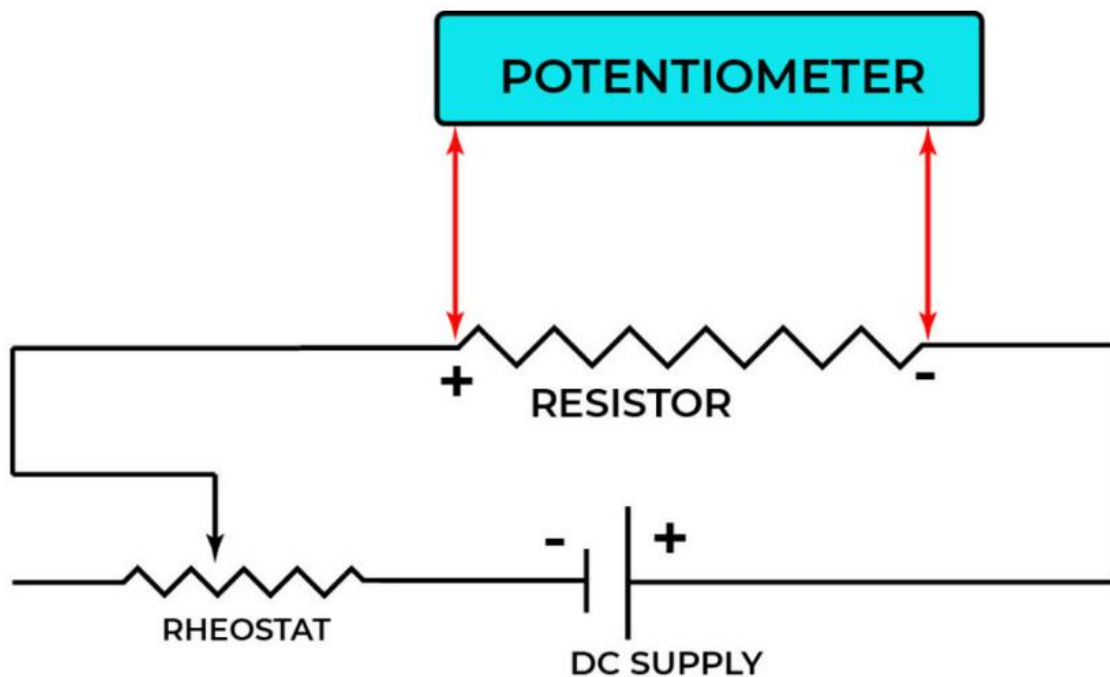 POTENTIOMETER
+ -
RESISTOR
- +
RHEOSTAT
DC SUPPLY